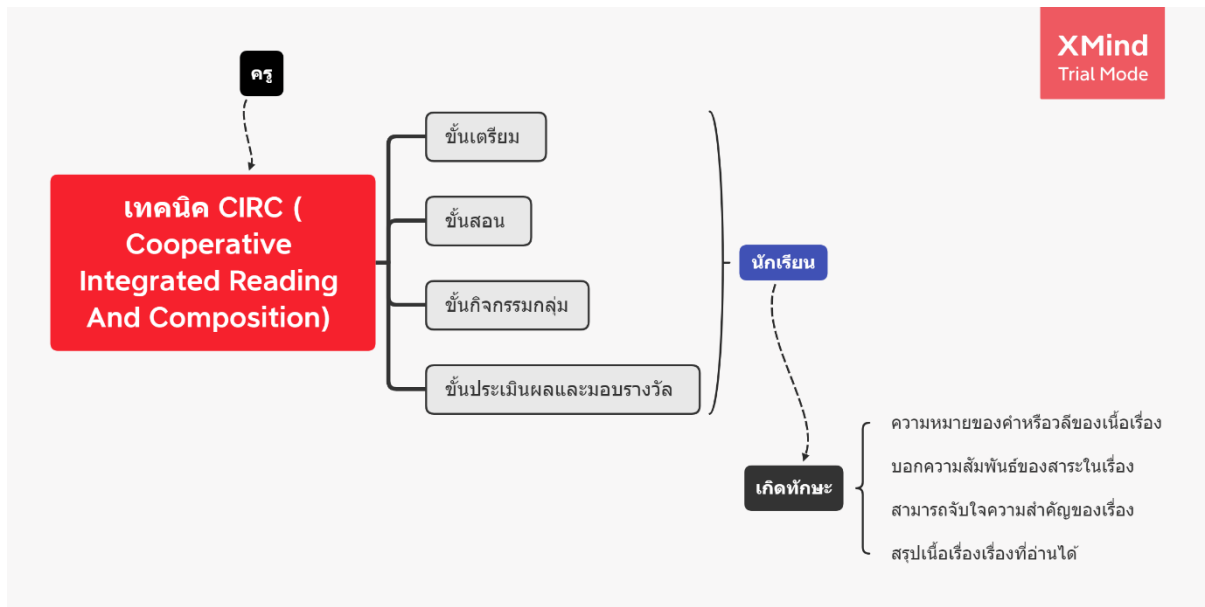 XMind
Trial Mode
ครู
เทคนิค CIRC (
Cooperative
Integrated Reading
And Composition)
ขั้นเตรียม
ขั้นสอน
ขั้นกิจกรรมกลุ่ม
ขั้นประเมินผลและมอบรางวัล
นักเรียน
เกิดทักษะ
ความหมายของคำหรือวลีของเนื้อเรื่อง
บอกความสัมพันธ์ของสาระในเรื่อง
สามารถจับใจความสำคัญของเรื่อง
สรุปเนื้อเรื่องเรื่องที่อ่านได้